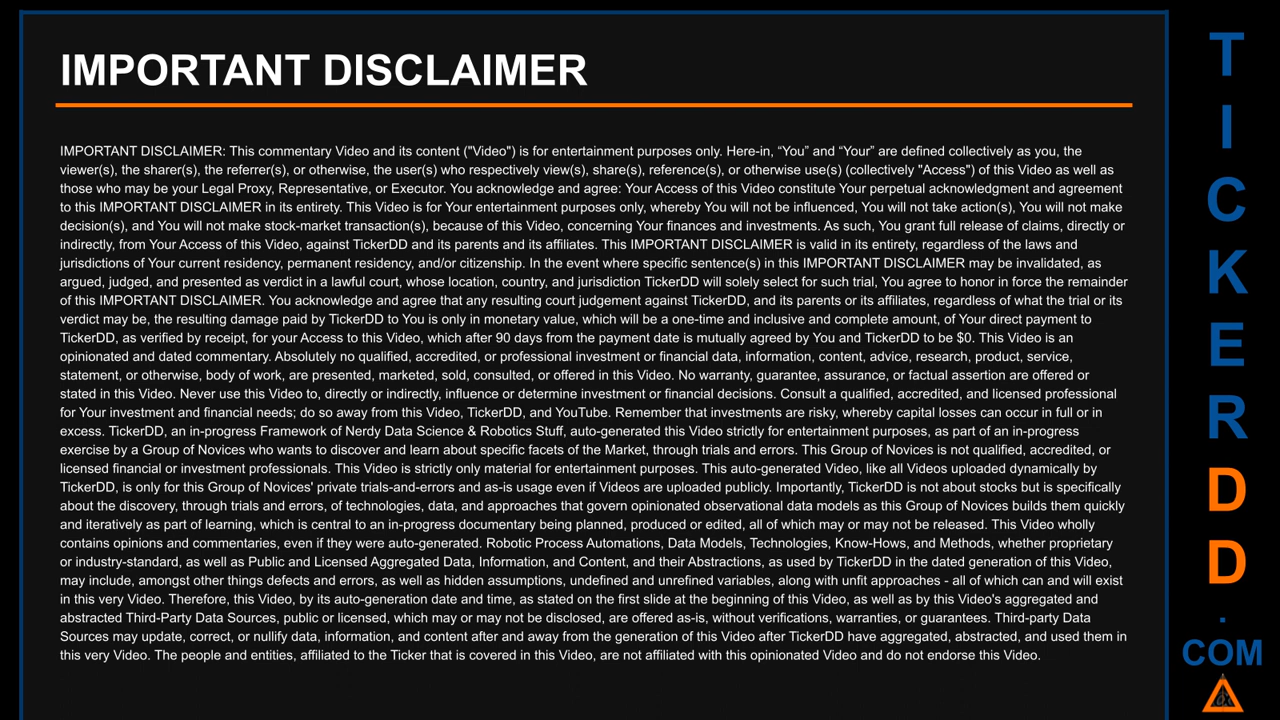 IMPORTANT DISCLAIMER
IMPORTANT DISCLAIMER: This commentary Video and its content ("Video") is for entertainment purposes only. Here-in, “You” and “Your” are defined collectively as you, the
viewer(s), the sharer(s), the referrer(s), or otherwise, the user(s) who respectively view(s), share(s), reference(s), or otherwise use(s) (collectively "Access") of this Video as well as
those who may be your Legal Proxy, Representative, or Executor. You acknowledge and agree: Your Access of this Video constitute Your perpetual acknowledgment and agreement
to this IMPORTANT DISCLAIMER in its entirety. This Video is for Your entertainment purposes only, whereby You will not be influenced, You will not take action(s), You will not make
decision(s), and You will not make stock-market transaction(s), because of this Video, concerning Your finances and investments. As such, You grant full release of claims, directly or
indirectly, from Your Access of this Video, against TickerDD and its parents and its affiliates. This IMPORTANT DISCLAIMER is valid in its entirety, regardless of the laws and
jurisdictions of Your current residency, permanent residency, and/or citizenship. In the event where specific sentence(s) in this IMPORTANT DISCLAIMER may be invalidated, as
argued, judged, and presented as verdict in a lawful court, whose location, country, and jurisdiction TickerDD will solely select for such trial, You agree to honor in force the remainder
of this IMPORTANT DISCLAIMER. You acknowledge and agree that any resulting court judgement against TickerDD, and its parents or its affiliates, regardless of what the trial or its
verdict may be, the resulting damage paid by TickerDD to You is only in monetary value, which will be a one-time and inclusive and complete amount, of Your direct payment to
TickerDD, as verified by receipt, for your Access to this Video, which after 90 days from the payment date is mutually agreed by You and TickerDD to be $0. This Video is an
opinionated and dated commentary. Absolutely no qualified, accredited, or professional investment or financial data, information, content, advice, research, product, service,
statement, or otherwise, body of work, are presented, marketed, sold, consulted, or offered in this Video. No warranty, guarantee, assurance, or factual assertion are offered or
stated in this Video. Never use this Video to, directly or indirectly, influence or determine investment or financial decisions. Consult a qualified, accredited, and licensed professional
for Your investment and financial needs; do so away from this Video, TickerDD, and YouTube. Remember that investments are risky, whereby capital losses can occur in full or in
excess. TickerDD, an in-progress Framework of Nerdy Data Science & Robotics Stuff, auto-generated this Video strictly for entertainment purposes, as part of an in-progress
exercise by a Group of Novices who wants to discover and learn about specific facets of the Market, through trials and errors. This Group of Novices is not qualified, accredited, or
licensed financial or investment professionals. This Video is strictly only material for entertainment purposes. This auto-generated Video, like all Videos uploaded dynamically by
TickerDD, is only for this Group of Novices' private trials-and-errors and as-is usage even if Videos are uploaded publicly. Importantly, TickerDD is not about stocks but is specifically
about the discovery, through trials and errors, of technologies, data, and approaches that govern opinionated observational data models as this Group of Novices builds them quickly
and iteratively as part of learning, which is central to an in-progress documentary being planned, produced or edited, all of which may or may not be released. This Video wholly
contains opinions and commentaries, even if they were auto-generated. Robotic Process Automations, Data Models, Technologies, Know-Hows, and Methods, whether proprietary
or industry-standard, as well as Public and Licensed Aggregated Data, Information, and Content, and their Abstractions, as used by TickerDD in the dated generation of this Video,
may include, amongst other things defects and errors, as well as hidden assumptions, undefined and unrefined variables, along with unfit approaches - all of which can and will exist
in this very Video. Therefore, this Video, by its auto-generation date and time, as stated on the first slide at the beginning of this Video, as well as by this Video's aggregated and
abstracted Third-Party Data Sources, public or licensed, which may or may not be disclosed, are offered as-is, without verifications, warranties, or guarantees. Third-party Data
Sources may update, correct, or nullify data, information, and content after and away from the generation of this Video after TickerDD have aggregated, abstracted, and used them in
this very Video. The people and entities, affiliated to the Ticker that is covered in this Video, are not affiliated with this opinionated Video and do not endorse this Video.
T
I
C
K
E
R
D
D
.
COM